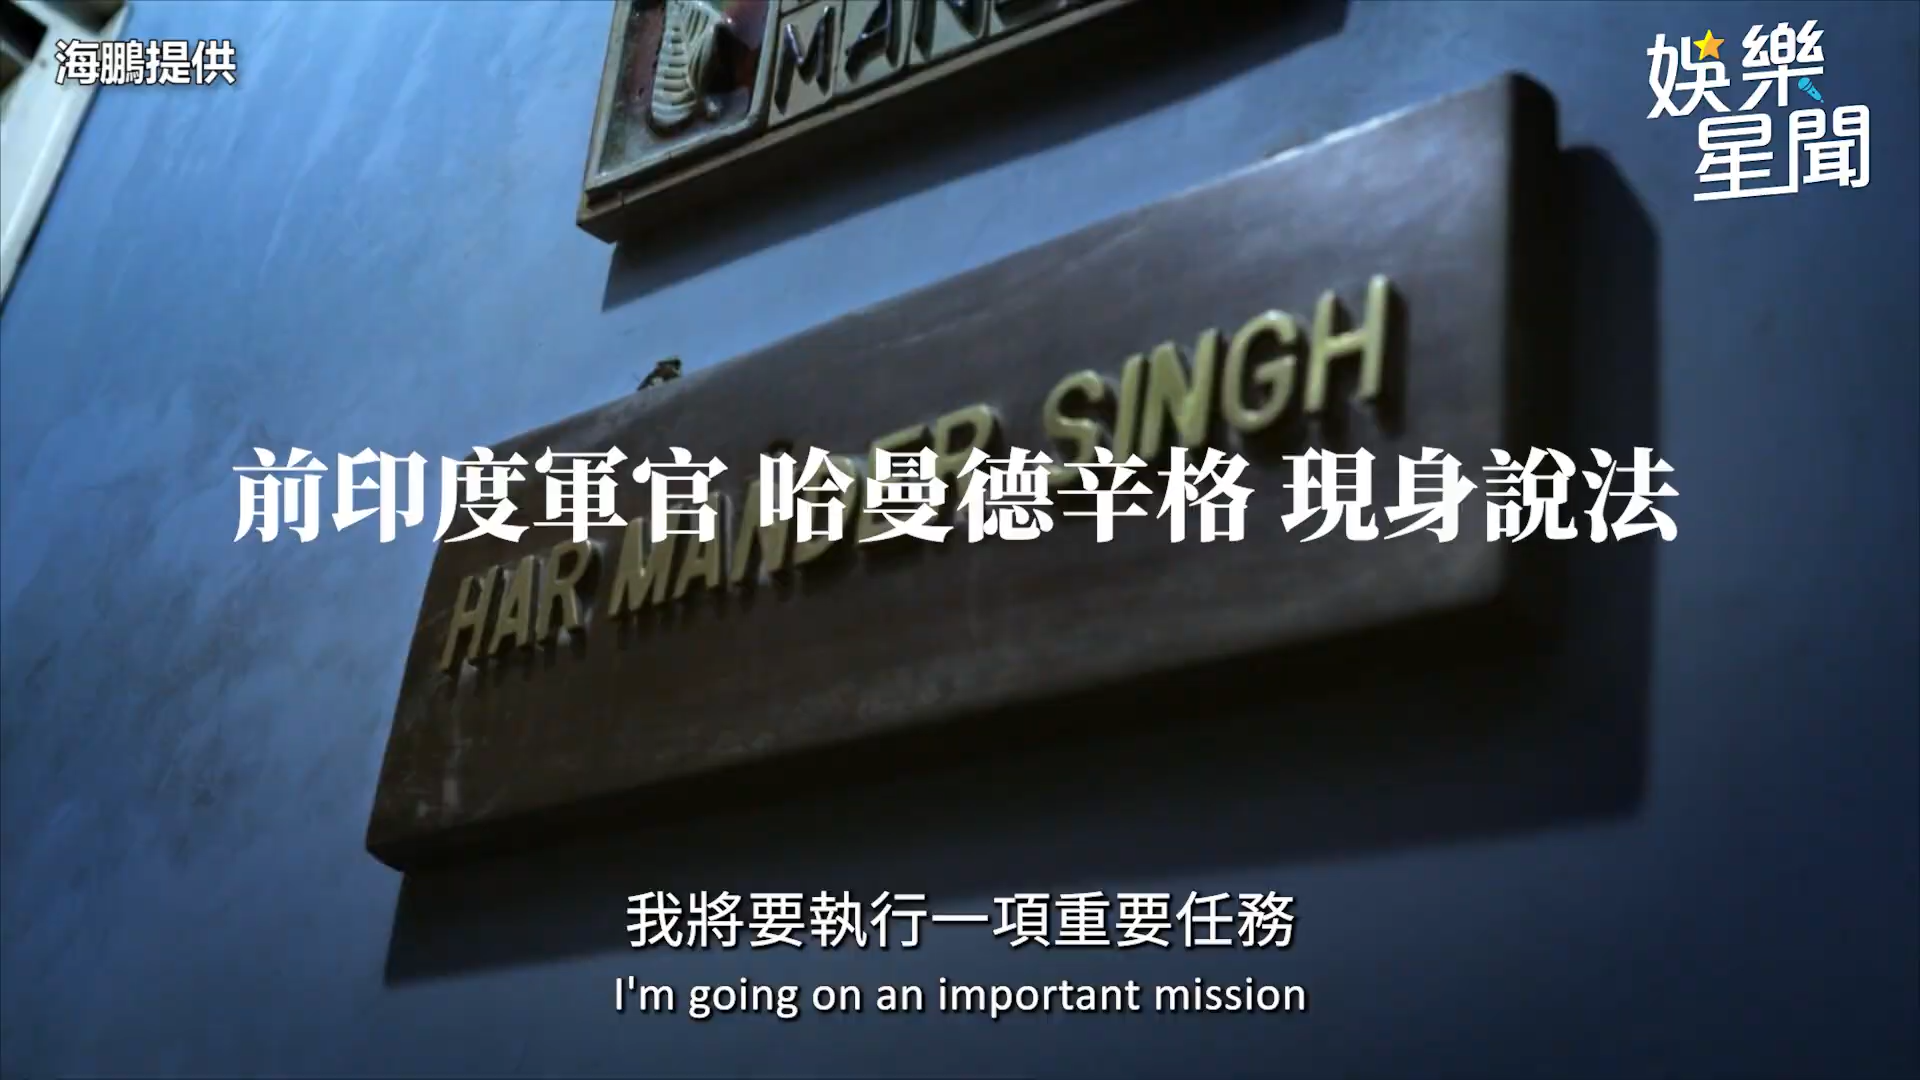 海鵬提供
娛樂
星聞
HAR MANDER SINGH
前印度軍官 哈曼德辛格 現身說法
我將要執行一項重要任務
I'm going on an important mission